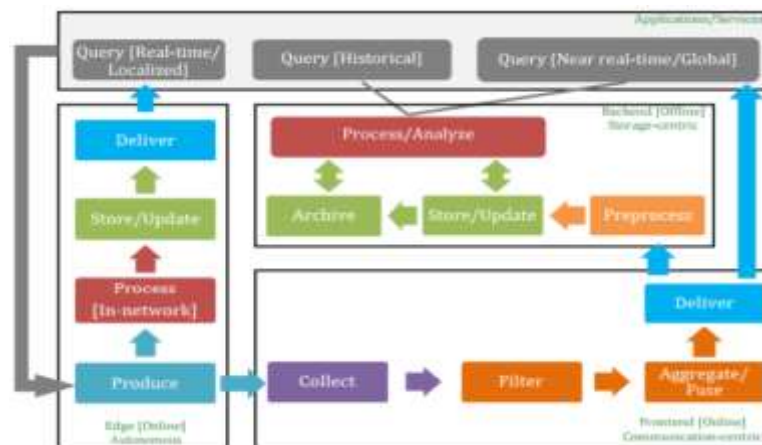 Applications/Services
Query [Real-time/
Localized]
Query [Historical]
Query [Near real-time/Global]
Deliver
Process/Analyze
Backend [Offline]
Storage-centric
Store/Update
Archive
Store/Update
Preprocess
Process
[In-network]
Deliver
Produce
Collect
Filter
Aggregate/
Fuse
Edge [Online]
Autonomous
Frontend [Online]
Communication-centric